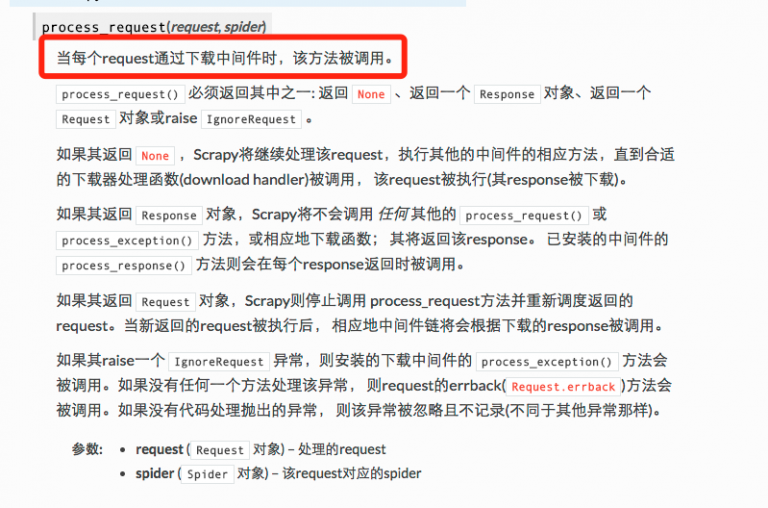 process_request(request, spider)
当每个request通过下载中间件时，该方法被调用。
process_request() 必须返回其中之一: 返回 None 、返回一个 Response 对象、返回一个
Request 对象或raise IgnoreRequest 。
如果其返回 None ，Scrapy将继续处理该request，执行其他的中间件的相应方法，直到合适
的下载器处理函数(download handler)被调用， 该request被执行(其response被下载)。
如果其返回 Response 对象，Scrapy将不会调用 任何 其他的 process_request() 或
process_exception() 方法，或相应地下载函数； 其将返回该response。 已安装的中间件的
process_response() 方法则会在每个response返回时被调用。
如果其返回 Request 对象，Scrapy则停止调用 process_request方法并重新调度返回的
request。当新返回的request被执行后， 相应地中间件链将会根据下载的response被调用。
如果其raise一个 IgnoreRequest 异常，则安装的下载中间件的 process_exception() 方法会
被调用。如果没有任何一个方法处理该异常， 则request的errback( Request.errback )方法会
被调用。如果没有代码处理抛出的异常， 则该异常被忽略且不记录(不同于其他异常那样)。
参数: • request ( Request 对象) – 处理的request
• spider ( Spider 对象) – 该request对应的spider